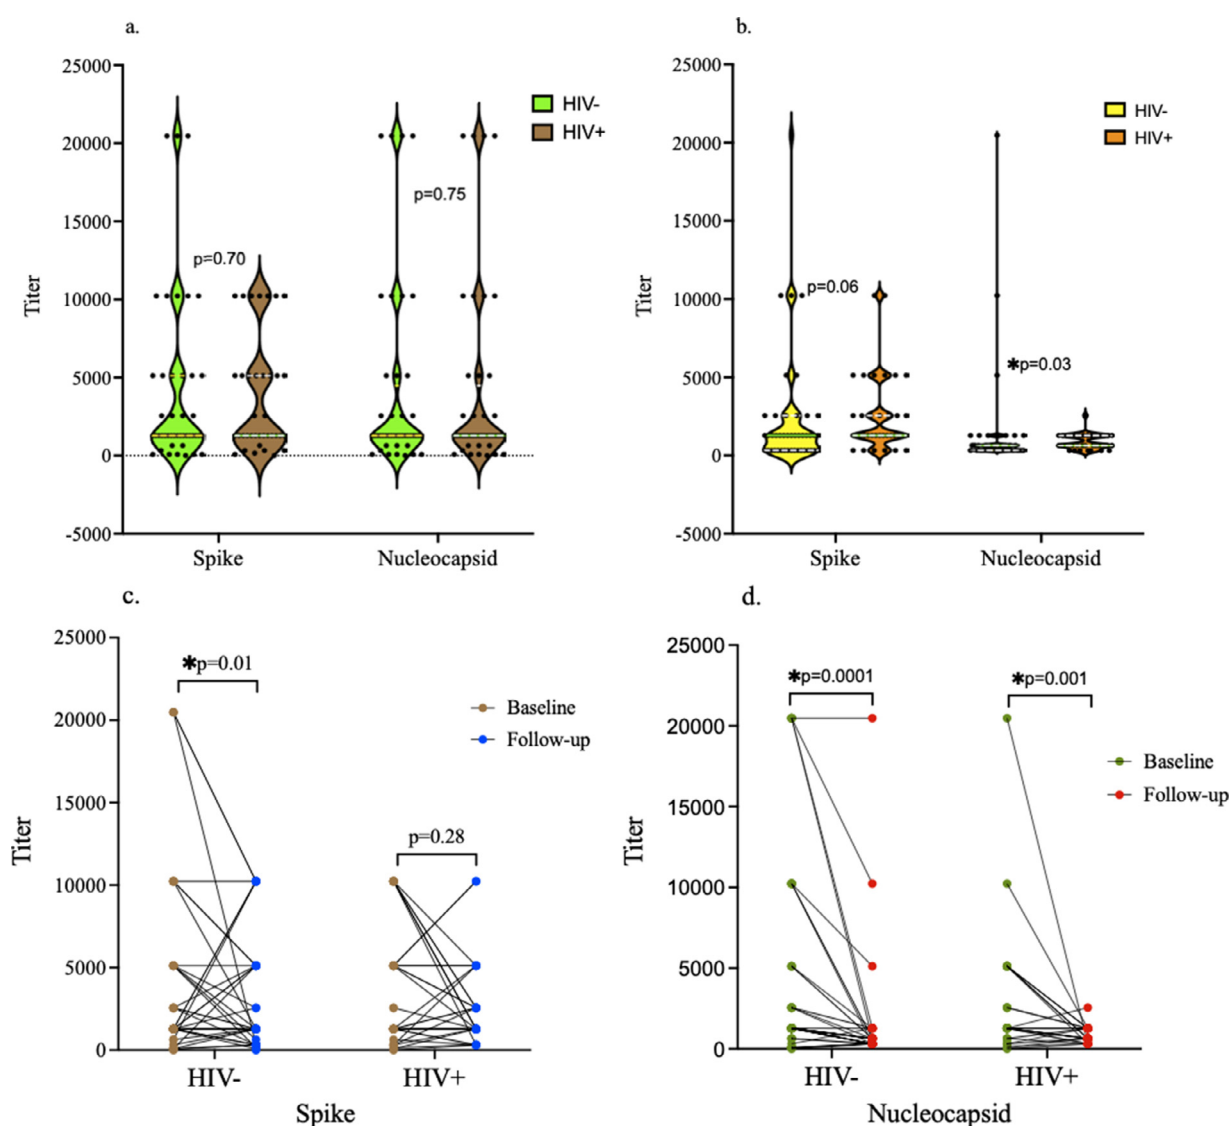 a.
25000
20000
15000
10000
5000
0
-5000
Titer
HIV-
HIV+
p=0.70
p=0.75
Spike
Nucleocapsid
b.
25000
20000
15000
10000
5000
0
-5000
Titer
HIV-
HIV+
p=0.06
*p=0.03
Spike
Nucleocapsid
c.
25000
20000
15000
10000
5000
0
Titer
*p=0.01
p=0.28
Baseline
Follow-up
HIV-
HIV+
Spike
d.
25000
20000
15000
10000
5000
0
Titer
*p=0.0001
*p=0.001
Baseline
Follow-up
HIV-
HIV+
Nucleocapsid